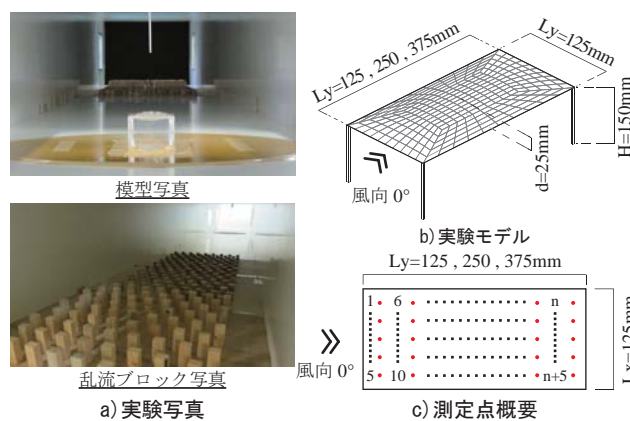 模型写真
乱流ブロック写真
a)実験写真
Ly=125 , 250 , 375mm
Ly=125mm
H=150mm
d=25mm
風向 0°
b)実験モデル
Ly=125 , 250 , 375mm
1
6
n
5
10
n+5
Lx=125mm
風向 0°
c)測定点概要